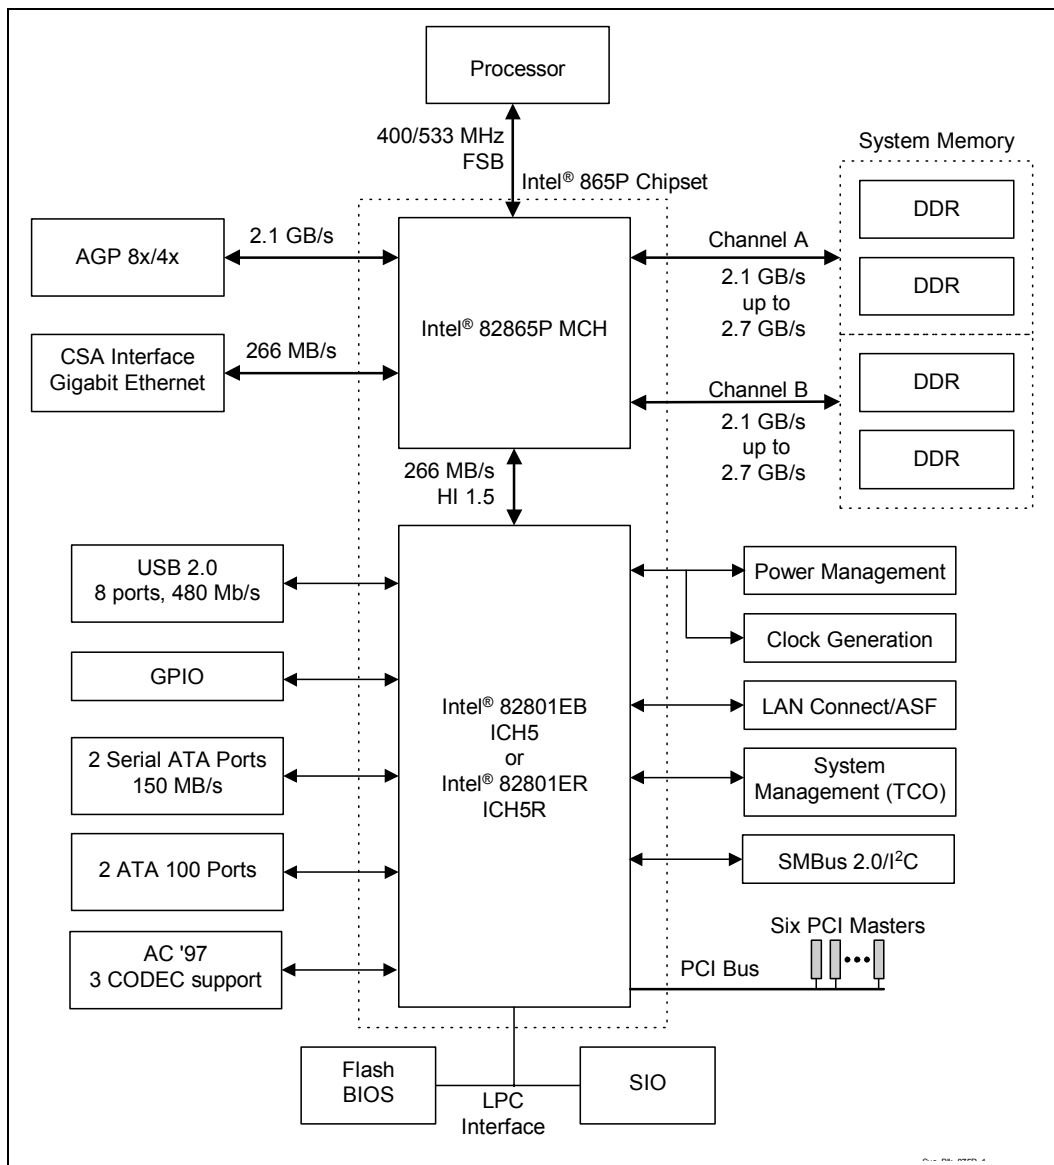 Processor
400/533 MHz
FSB
System Memory
Intel® 865P Chipset
DDR
AGP 8x/4x
2.1 GB/s
Channel A
2.1 GB/s
up to
2.7 GB/s
DDR
Intel® 82865P MCH
CSA Interface
Gigabit Ethernet
266 MB/s
Channel B
2.1 GB/s
up to
2.7 GB/s
DDR
DDR
266 MB/s
HI 1.5
USB 2.0
8 ports, 480 Mb/s
Power Management
Clock Generation
GPIO
Intel® 82801EB
ICH5
or
Intel® 82801ER
ICH5R
LAN Connect/ASF
2 Serial ATA Ports
150 MB/s
System
Management (TCO)
2 ATA 100 Ports
SMBus 2.0/I²C
Six PCI Masters
AC '97
3 CODEC support
PCI Bus
Flash
BIOS
SIO
LPC
Interface